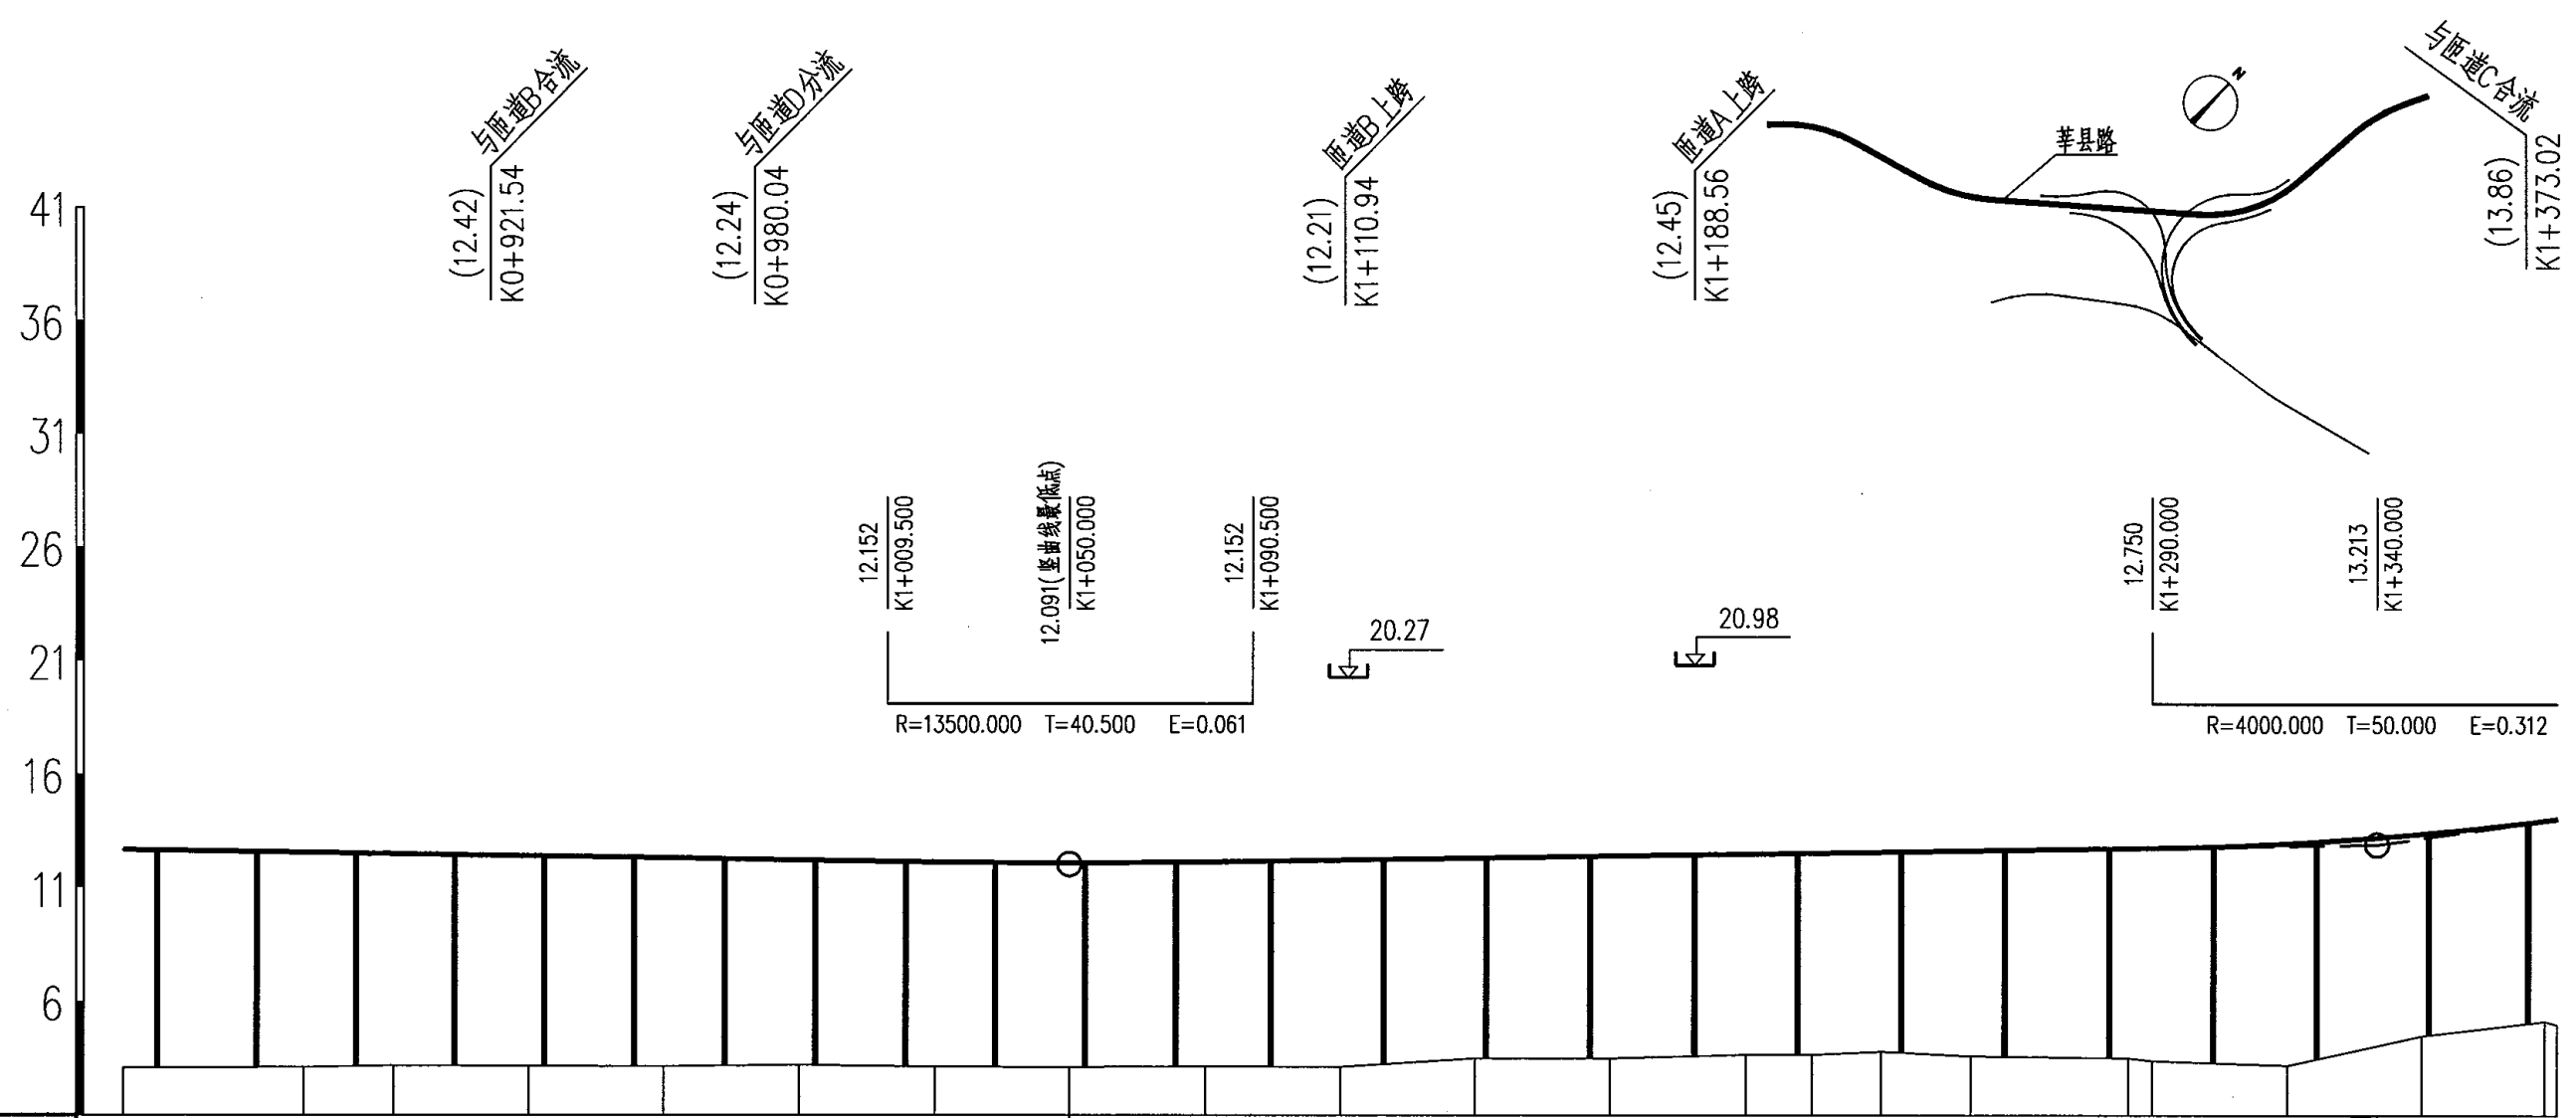 与匝道B合流
(12.42)
K0+921.54
与匝道D分流
(12.24)
K0+980.04
匝道B上跨
(12.21)
K1+110.94
匝道A上跨
(12.45)
K1+188.56
莘县路
N
与匝道C合流
(13.86)
K1+373.02
41
36
31
26
21
16
11
6
12.152
K1+009.500
12.091(竖曲线最低点)
K1+050.000
12.152
K1+090.500
R=13500.000 T=40.500 E=0.061
20.27
20.98
12.750
K1+290.000
13.213
K1+340.000
R=4000.000 T=50.000 E=0.312